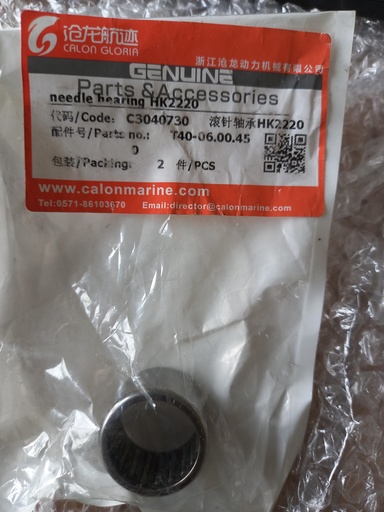 沧龙航迹
CALON GLORIA
浙江沧龙动力机械有限公司
GENUINE
Parts & Accessories
needle bearing HK2220
代码/Code: C3040730 滚针轴承HK2220
配件号/Parts no.: T40-06.00.45
0
包装/Packing: 2 件/PCS
www.calonmarine.com
Tel:0571-86103670 Email:director@calonmarine.com